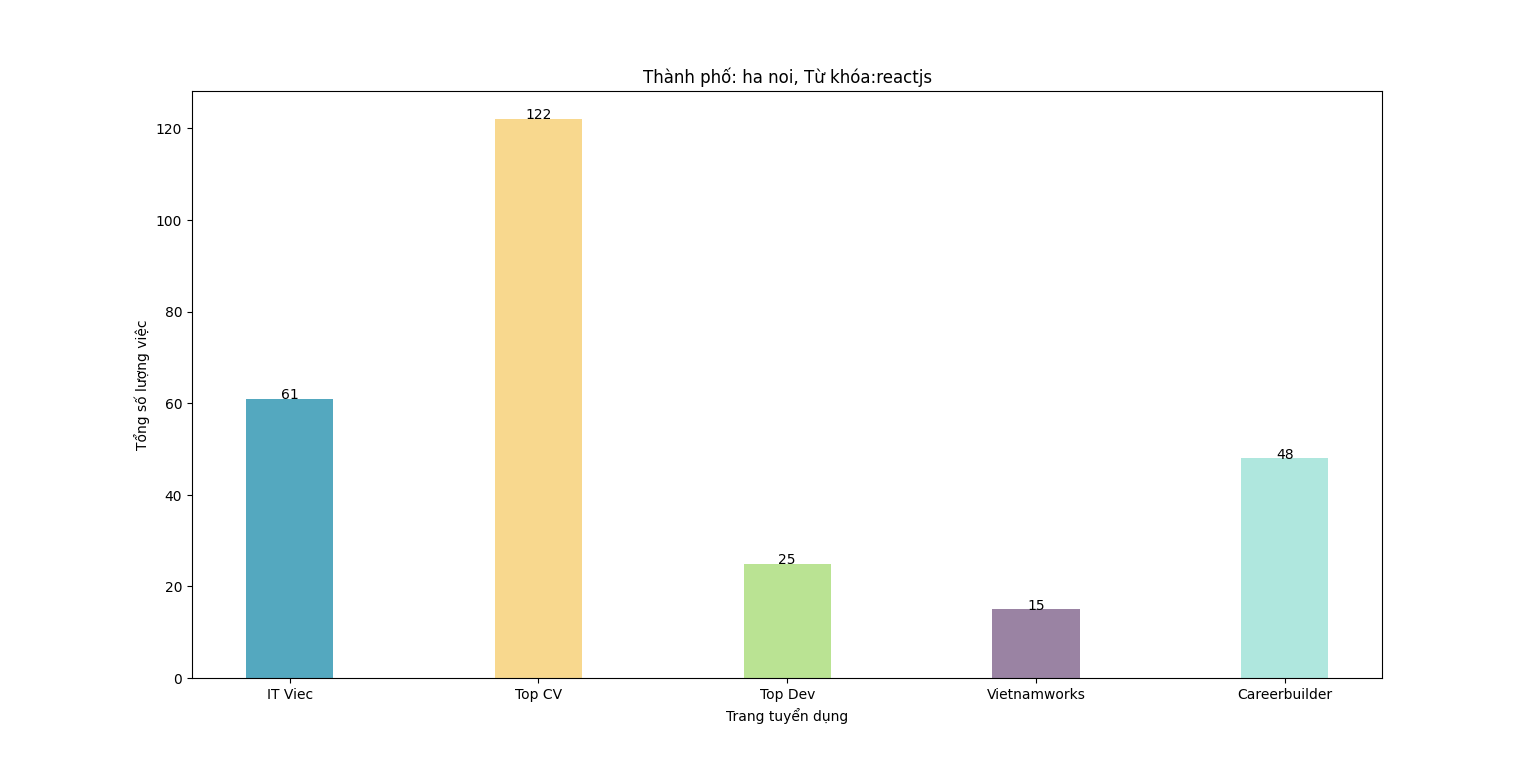 Thành phố: ha noi, Từ khóa:reactjs
Tổng số lượng việc
120
100
80
60
40
20
0
61
122
25
15
48
IT Viec
Top CV
Top Dev
Vietnamworks
Careerbuilder
Trang tuyển dụng